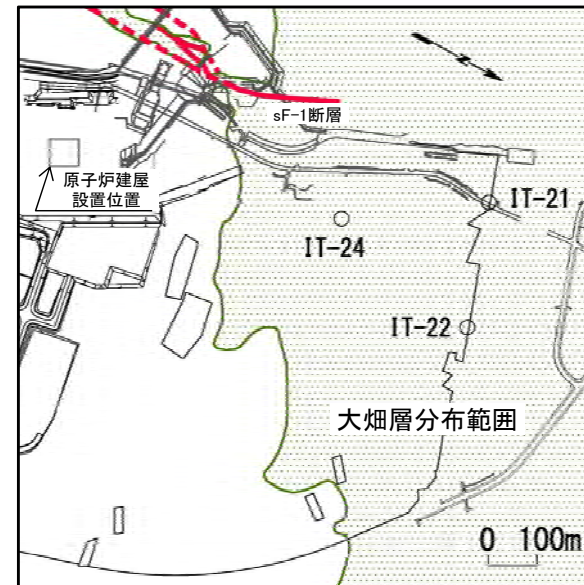 N
sF-1断層
原子炉建屋
設置位置
IT-21
IT-24
IT-22
大畑層分布範囲
0 100m